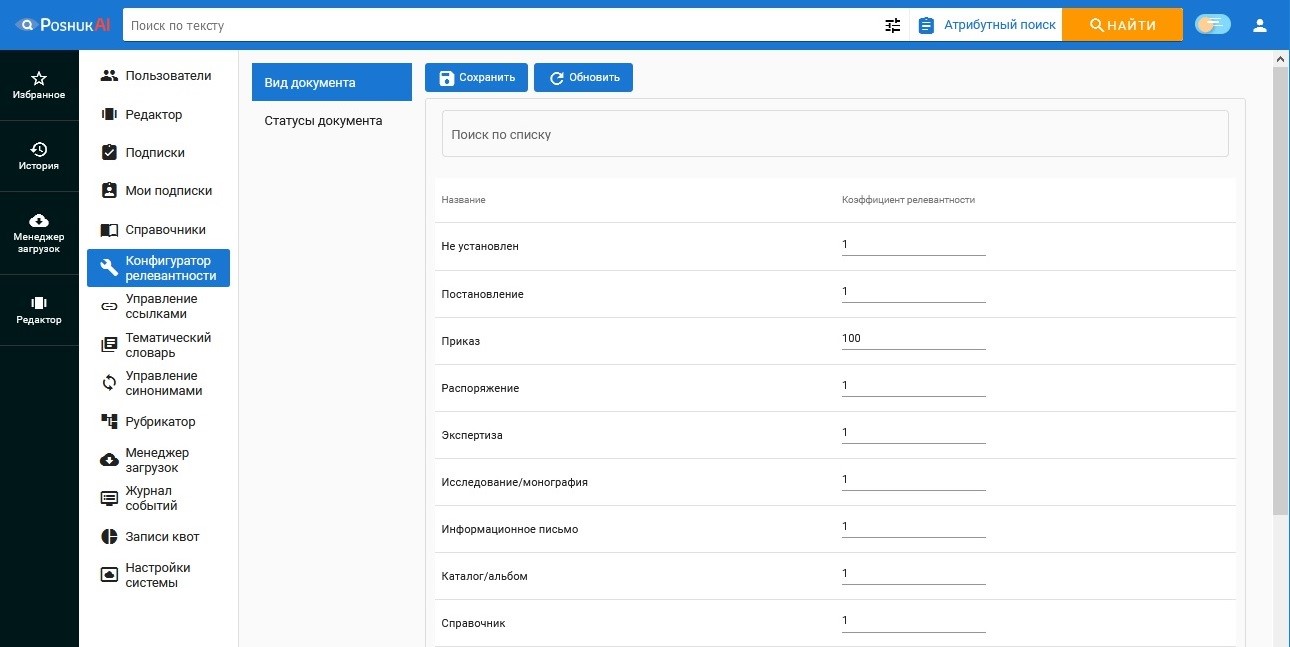 PoshukAI
Поиск по тексту
Атрибутный поиск
НАЙТИ
Избранное
История
Менеджер
загрузок
Редактор
Пользователи
Редактор
Подписки
Мои подписки
Справочники
Конфигуратор
релевантности
Управление
ссылками
Тематический
словарь
Управление
синонимами
Рубрикатор
Менеджер
загрузок
Журнал
событий
Записи квот
Настройки
системы
Вид документа
Статусы документа
Сохранить
Обновить
Поиск по списку
Название Коэффициент релевантности
Не установлен 1
Постановление 1
Приказ 100
Распоряжение 1
Экспертиза 1
Исследование/монография 1
Информационное письмо 1
Каталог/альбом 1
Справочник 1